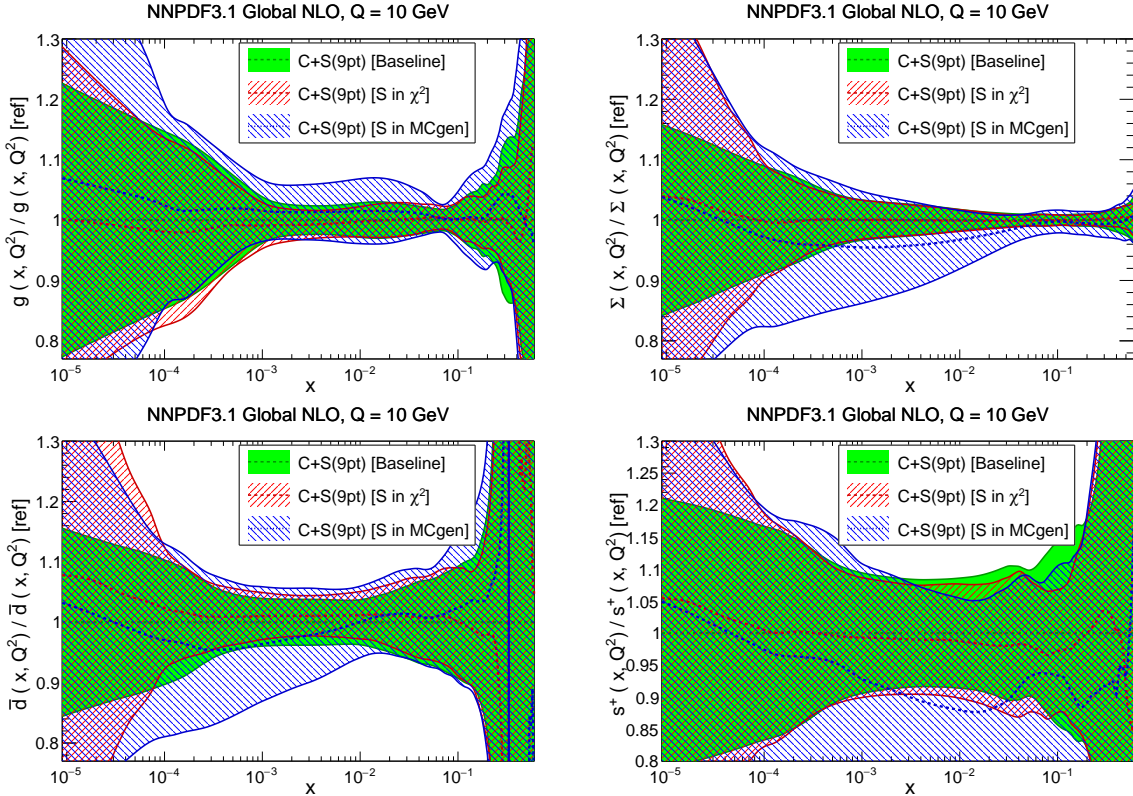 NNPDF3.1 Global NLO, Q = 10 GeV
C+S(9pt) [Baseline]
C+S(9pt) [S in χ²]
C+S(9pt) [S in MCgen]
g ( x, Q²) / g ( x, Q²) [ref]
1.3
1.2
1.1
1
0.9
0.8
10⁻⁵
10⁻⁴
10⁻³
10⁻²
10⁻¹
x
NNPDF3.1 Global NLO, Q = 10 GeV
C+S(9pt) [Baseline]
C+S(9pt) [S in χ²]
C+S(9pt) [S in MCgen]
Σ ( x, Q²) / Σ ( x, Q²) [ref]
1.3
1.2
1.1
1
0.9
0.8
10⁻⁵
10⁻⁴
10⁻³
10⁻²
10⁻¹
x
NNPDF3.1 Global NLO, Q = 10 GeV
C+S(9pt) [Baseline]
C+S(9pt) [S in χ²]
C+S(9pt) [S in MCgen]
d̅ ( x, Q²) / d̅ ( x, Q²) [ref]
1.3
1.2
1.1
1
0.9
0.8
10⁻⁵
10⁻⁴
10⁻³
10⁻²
10⁻¹
x
NNPDF3.1 Global NLO, Q = 10 GeV
C+S(9pt) [Baseline]
C+S(9pt) [S in χ²]
C+S(9pt) [S in MCgen]
s⁺ ( x, Q²) / s⁺ ( x, Q²) [ref]
1.3
1.25
1.2
1.15
1.1
1.05
1
0.95
0.9
0.85
0.8
10⁻⁵
10⁻⁴
10⁻³
10⁻²
10⁻¹
x